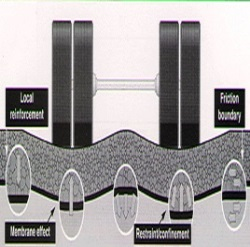 Local
reinforcement
Friction
boundary
Membrane effect
Restraint/confinement